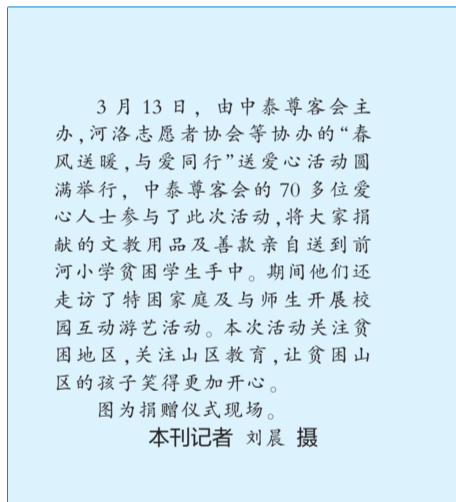 3月13日，由中泰尊客会主
办,河洛志愿者协会等协办的“春
风送暖,与爱同行”送爱心活动圆
满举行，中泰尊客会的70多位爱
心人士参与了此次活动,将大家捐
献的文教用品及善款亲自送到前
河小学贫困学生手中。期间他们还
走访了特困家庭及与师生开展校
园互动游艺活动。本次活动关注贫
困地区,关注山区教育,让贫困山
区的孩子笑得更加开心。
图为捐赠仪式现场。
本刊记者 刘晨 摄